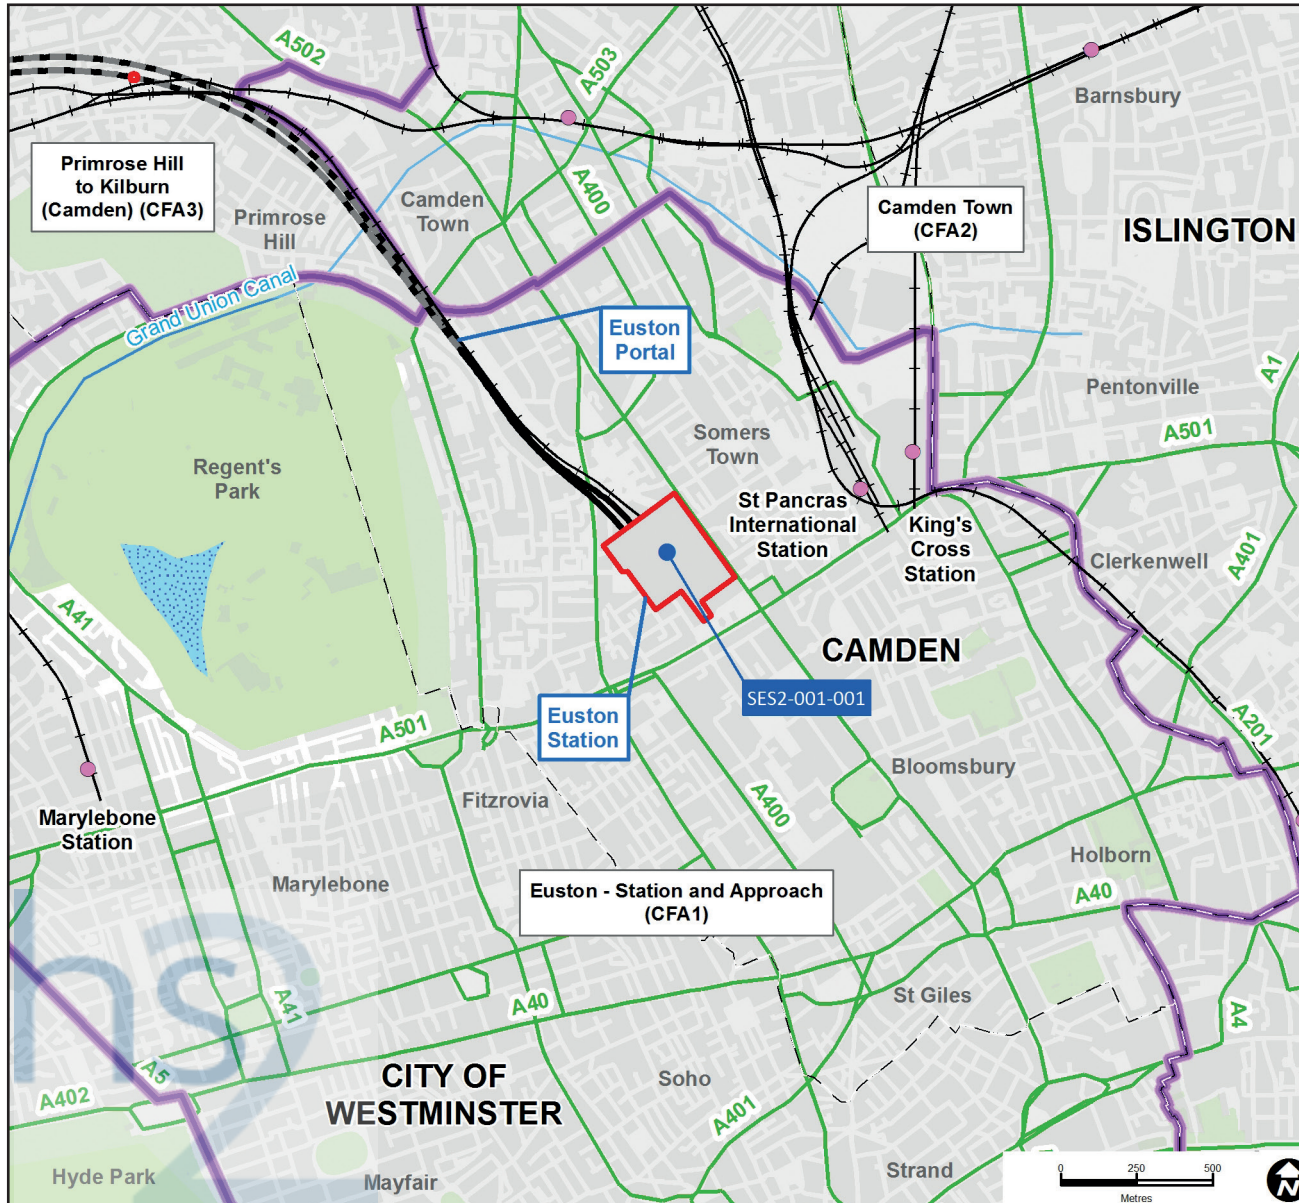 A502
A503
Barnsbury
Primrose Hill
to Kilburn
(Camden) (CFA3)
Primrose
Hill
Camden
Town
A400
Camden Town
(CFA2)
ISLINGTON
Grand Union Canal
Euston
Portal
A1
Pentonville
A501
Somers
Town
Regent's
Park
St Pancras
International
Station
King's
Cross
Station
Clerkenwell
A401
A41
CAMDEN
SES2-001-001
Euston
Station
A501
A201
Bloomsbury
Fitzrovia
A400
Marylebone
Station
Holborn
Marylebone
Euston - Station and Approach
(CFA1)
A40
hs2
A41
A40
St Giles
A4
A5
CITY OF
WESTMINSTER
Soho
A402
A401
Hyde Park
Mayfair
Strand
0 250 500
Metres
N